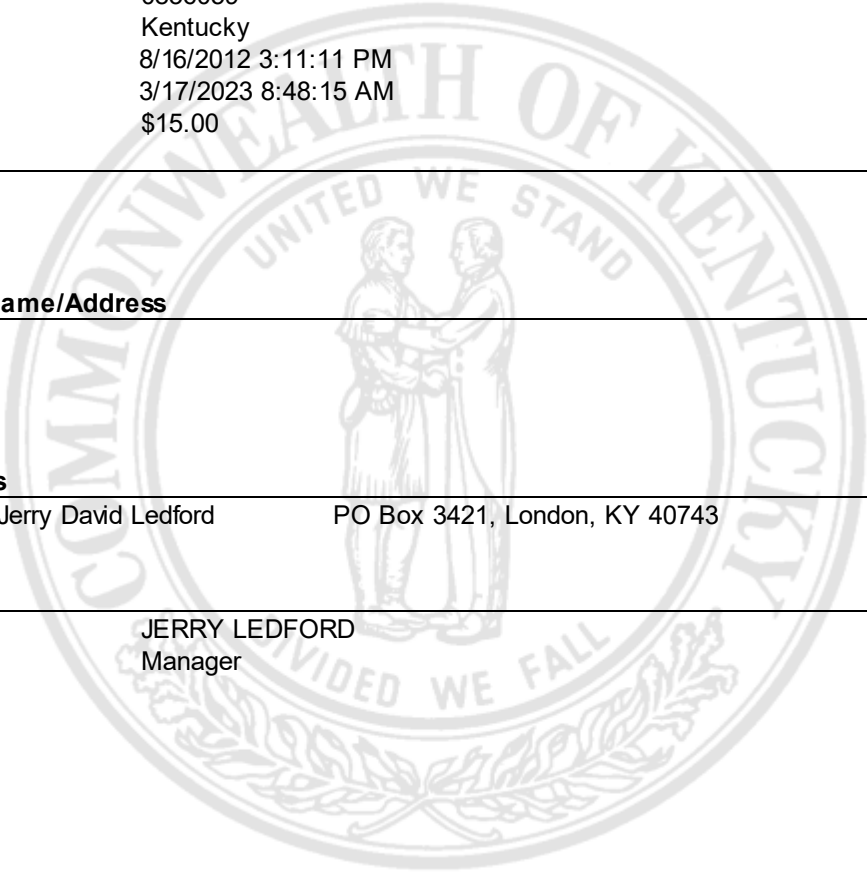 Kentucky
8/16/2012 3:11:11 PM
3/17/2023 8:48:15 AM
$15.00
COMMONWEALTH OF KENTUCKY
UNITED WE STAND
ame/Address
s
Jerry David Ledford PO Box 3421, London, KY 40743
JERRY LEDFORD
Manager
DIVIDED WE FALL